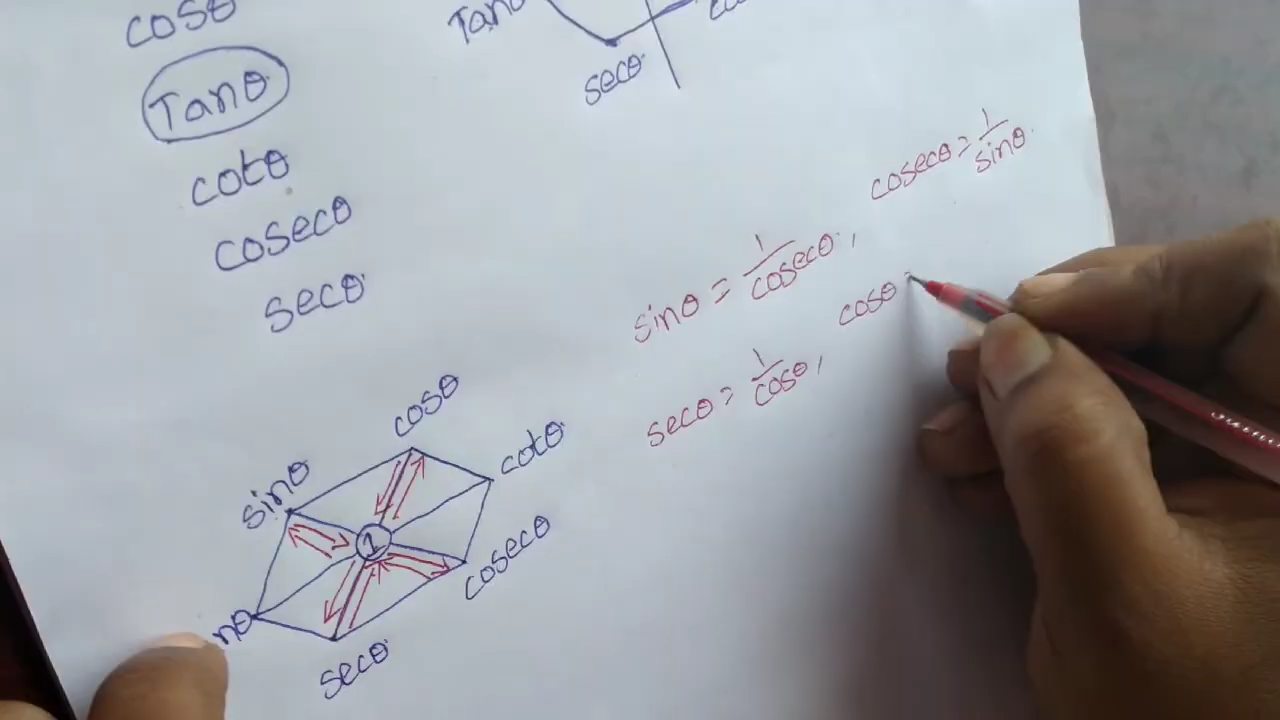 cosθ
Tanθ
cotθ
cosecθ
secθ
Tanθ
secθ
cosecθ = 1/sinθ
sinθ = 1/cosecθ,
cosθ =
secθ = 1/cosθ,
cosθ
cotθ
sinθ
1
cosecθ
nθ
secθ